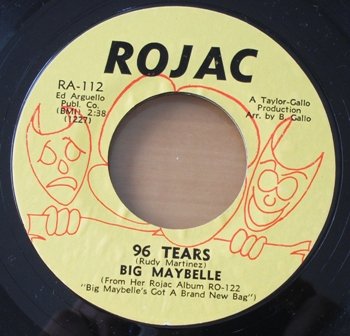 ROJAC
RA-112
Ed Arguello
Publ. Co.
(BMI) 2:38
(1227)
A Taylor-Gallo
Production
Arr. by B. Gallo
96 TEARS
(Rudy Martinez)
BIG MAYBELLE
(From Her Rojac Album RO-122
"Big Maybelle's Got A Brand New Bag"